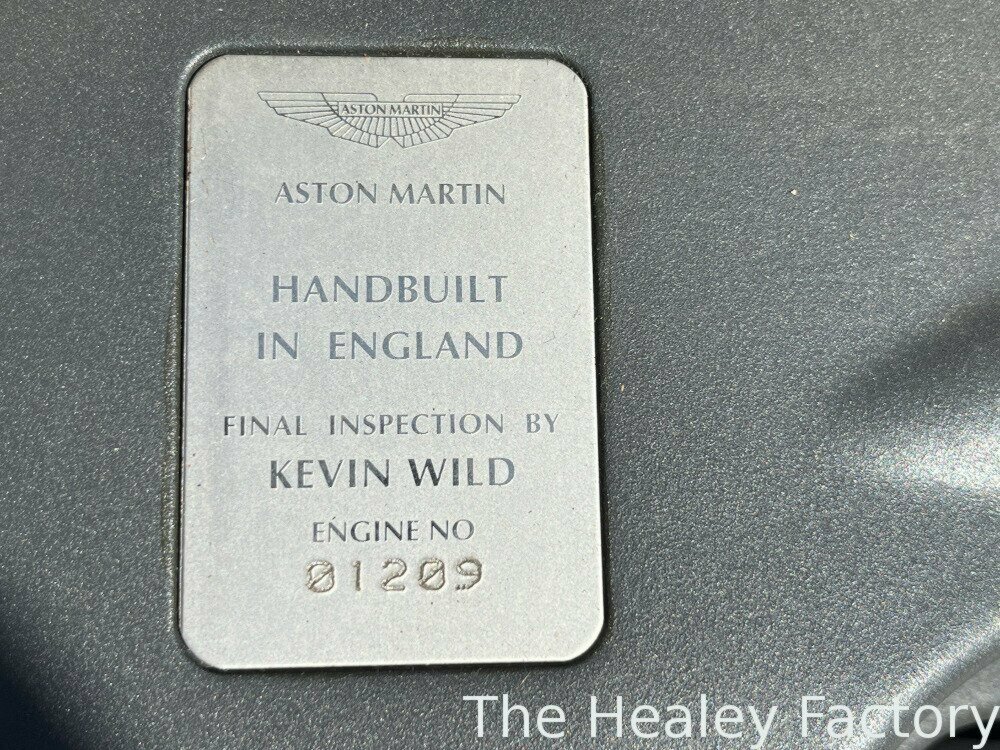 ASTON MARTIN
ASTON MARTIN
HANDBUILT
IN ENGLAND
FINAL INSPECTION BY
KEVIN WILD
ENGINE NO
01209
The Healey Factory